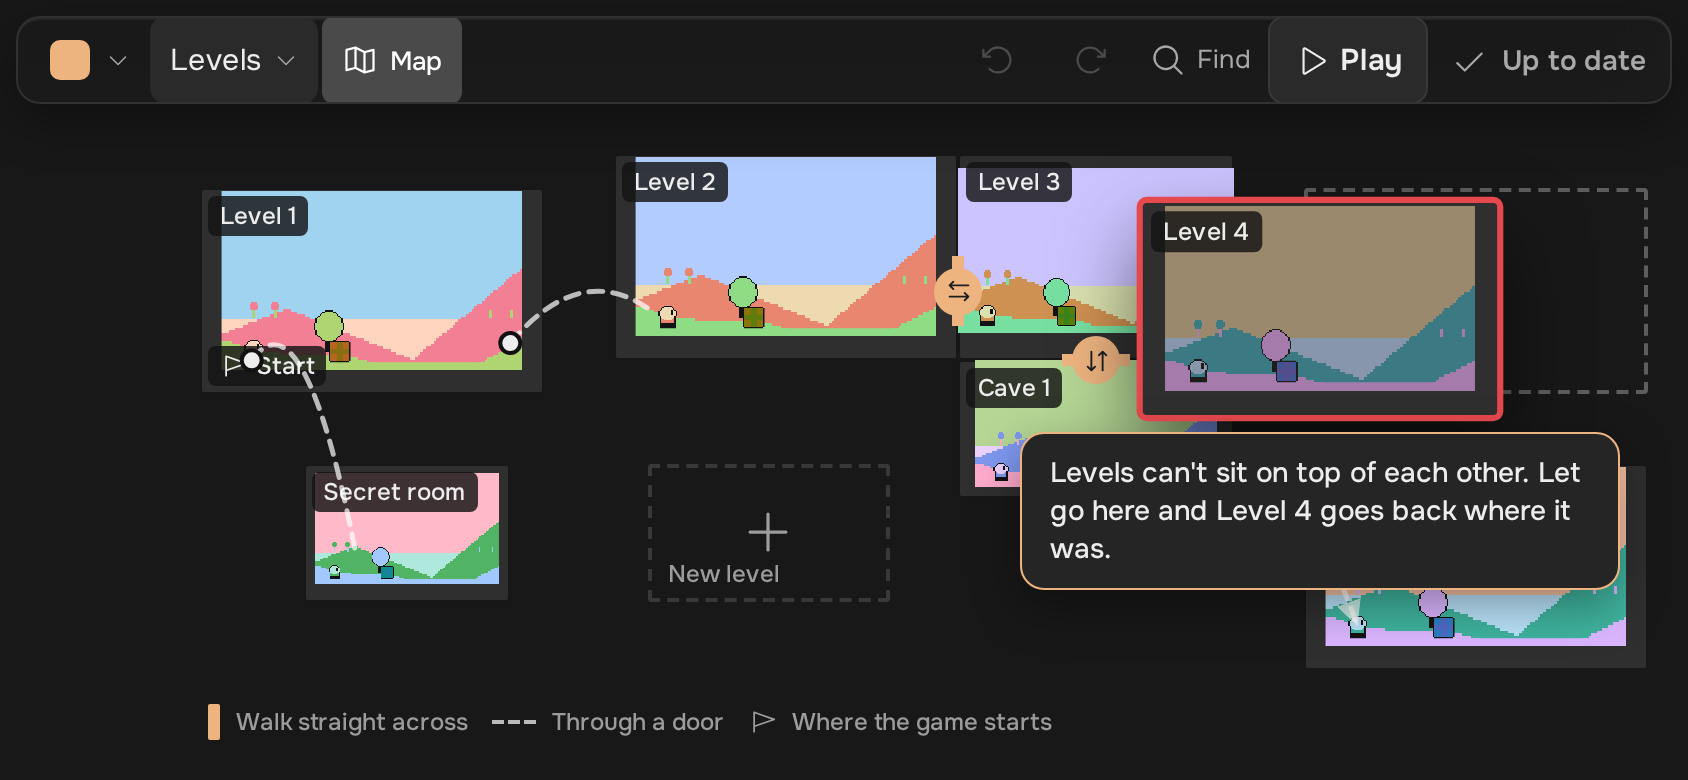 Levels
Map
Find
Play
Up to date
Level 1
Level 2
Level 3
Level 4
Start
Cave 1
Secret room
New level
Levels can't sit on top of each other. Let
go here and Level 4 goes back where it
was.
Walk straight across
Through a door
Where the game starts